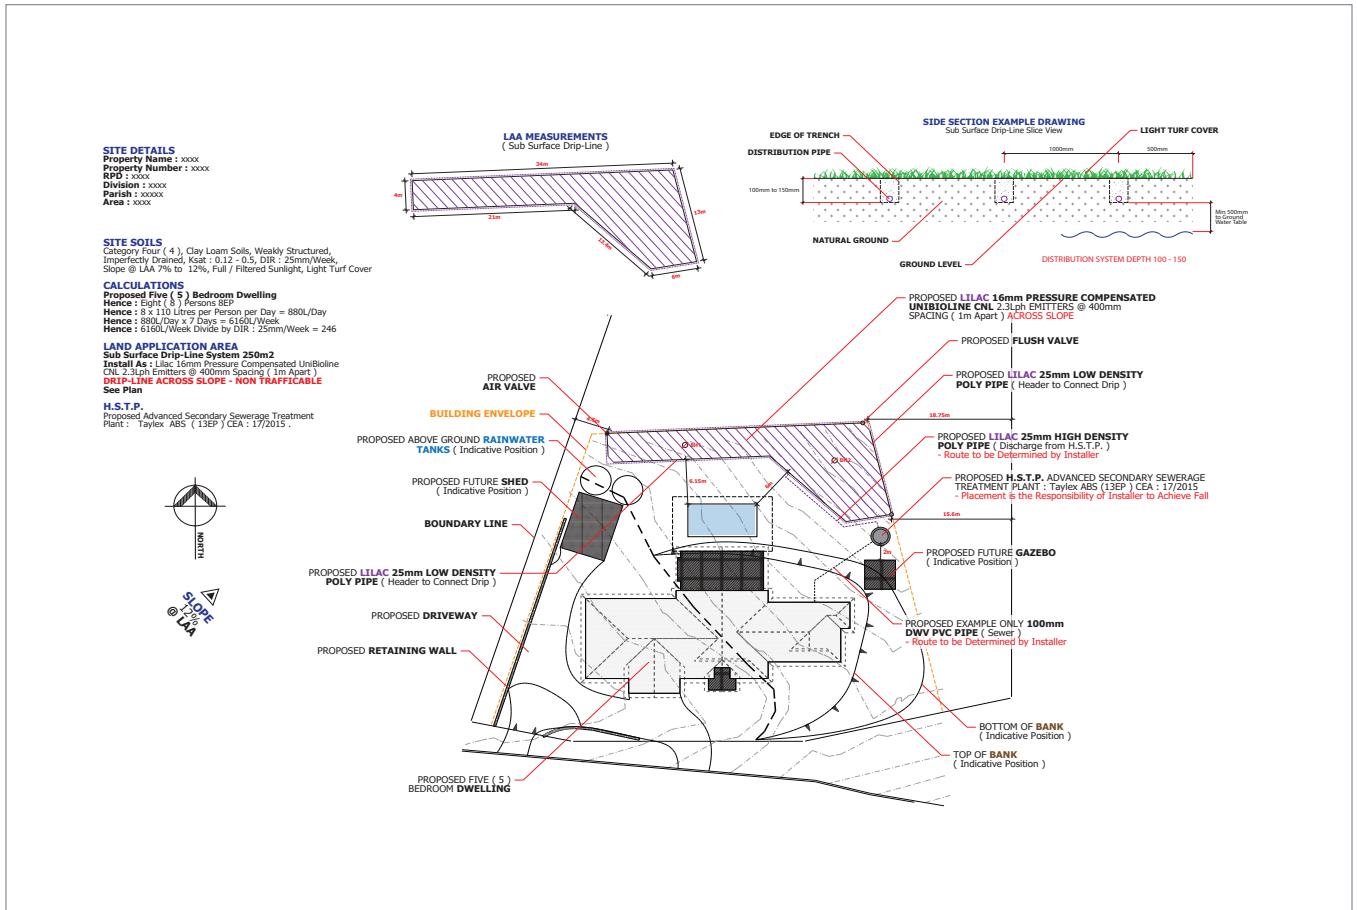 SITE DETAILS
Property Name : xxxx
Property Number : xxxx
RPD : xxxx
Division : xxxx
Parish : xxxx
Area : xxxx
SITE SOILS
Category Four ( 4 ), Clay Loam Soils, Weakly Structured,
Imperfectly Drained, Ksat : 0.12 - 0.5, DIR : 25mm/Week,
Slope @ LAA 7% to 12%, Full / Filtered Sunlight, Light Turf Cover
CALCULATIONS
Proposed Five ( 5 ) Bedroom Dwelling
Hence : Eight ( 8 ) Persons 8EP
Hence : 8 x 110 Litres per Person per Day = 880L/Day
Hence : 880L/Day x 7 Days = 6160L/Week
Hence : 6160L/Week Divide by DIR : 25mm/Week = 246
LAND APPLICATION AREA
Sub Surface Drip-Line System 250m2
Install As : Lilac 16mm Pressure Compensated UniBioline
CNL 2.3Lph Emitters @ 400mm Spacing ( 1m Apart )
DRIP-LINE ACROSS SLOPE - NON TRAFFICABLE
See Plan
H.S.T.P.
Proposed Advanced Secondary Sewerage Treatment
Plant : Taylex ABS ( 13EP ) CEA : 17/2015 .
NORTH
SLOPE
12%
@ LAA
LAA MEASUREMENTS
( Sub Surface Drip-Line )
34m
4m
21m
13.4m
13m
6m
SIDE SECTION EXAMPLE DRAWING
Sub Surface Drip-Line Slice View
EDGE OF TRENCH
LIGHT TURF COVER
DISTRIBUTION PIPE
1000mm
500mm
100mm to 150mm
Min 500mm
to Ground
Water Table
NATURAL GROUND
GROUND LEVEL
DISTRIBUTION SYSTEM DEPTH 100 - 150
PROPOSED LILAC 16mm PRESSURE COMPENSATED
UNIBIOLINE CNL 2.3Lph EMITTERS @ 400mm
SPACING ( 1m Apart ) ACROSS SLOPE
PROPOSED FLUSH VALVE
PROPOSED LILAC 25mm LOW DENSITY
POLY PIPE ( Header to Connect Drip )
PROPOSED
AIR VALVE
BUILDING ENVELOPE
18.75m
PROPOSED ABOVE GROUND RAINWATER
TANKS ( Indicative Position )
BH1
BH2
PROPOSED LILAC 25mm HIGH DENSITY
POLY PIPE ( Discharge from H.S.T.P. )
- Route to be Determined by Installer
PROPOSED FUTURE SHED
( Indicative Position )
6.15m
6m
PROPOSED H.S.T.P. ADVANCED SECONDARY SEWERAGE
TREATMENT PLANT : Taylex ABS (13EP ) CEA : 17/2015
- Placement is the Responsibility of Installer to Achieve Fall
15.6m
BOUNDARY LINE
2m
PROPOSED FUTURE GAZEBO
( Indicative Position )
PROPOSED LILAC 25mm LOW DENSITY
POLY PIPE ( Header to Connect Drip )
PROPOSED DRIVEWAY
PROPOSED EXAMPLE ONLY 100mm
DWV PVC PIPE ( Sewer )
- Route to be Determined by Installer
PROPOSED RETAINING WALL
BOTTOM OF BANK
( Indicative Position )
TOP OF BANK
( Indicative Position )
PROPOSED FIVE ( 5 )
BEDROOM DWELLING